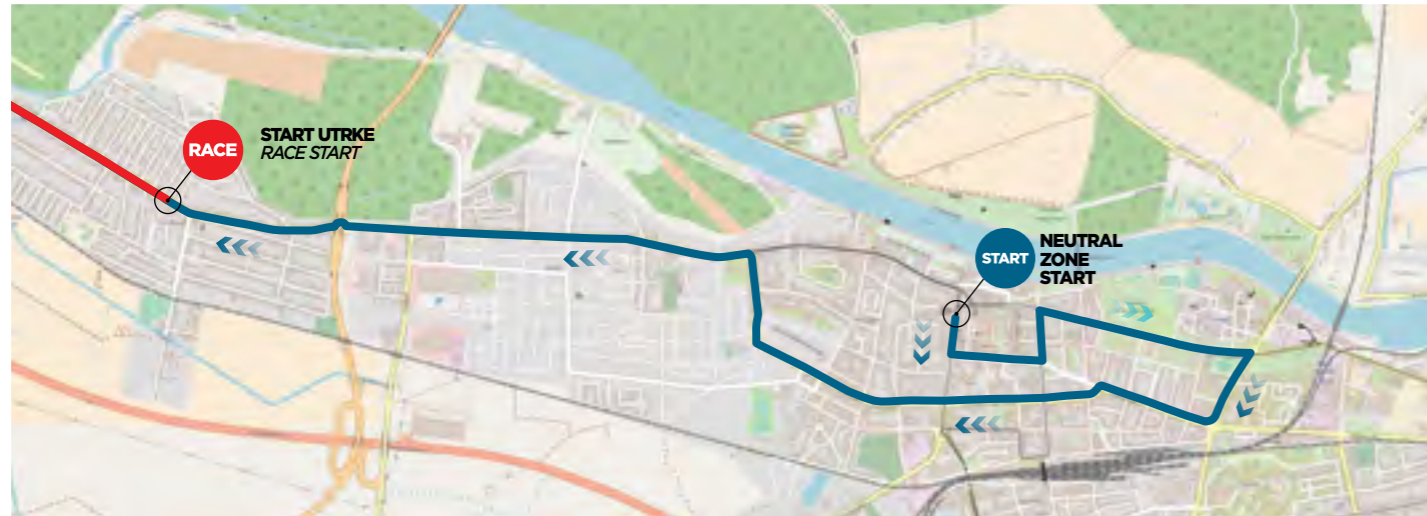 RACE
START UTRKE
RACE START
START
NEUTRAL
ZONE
START